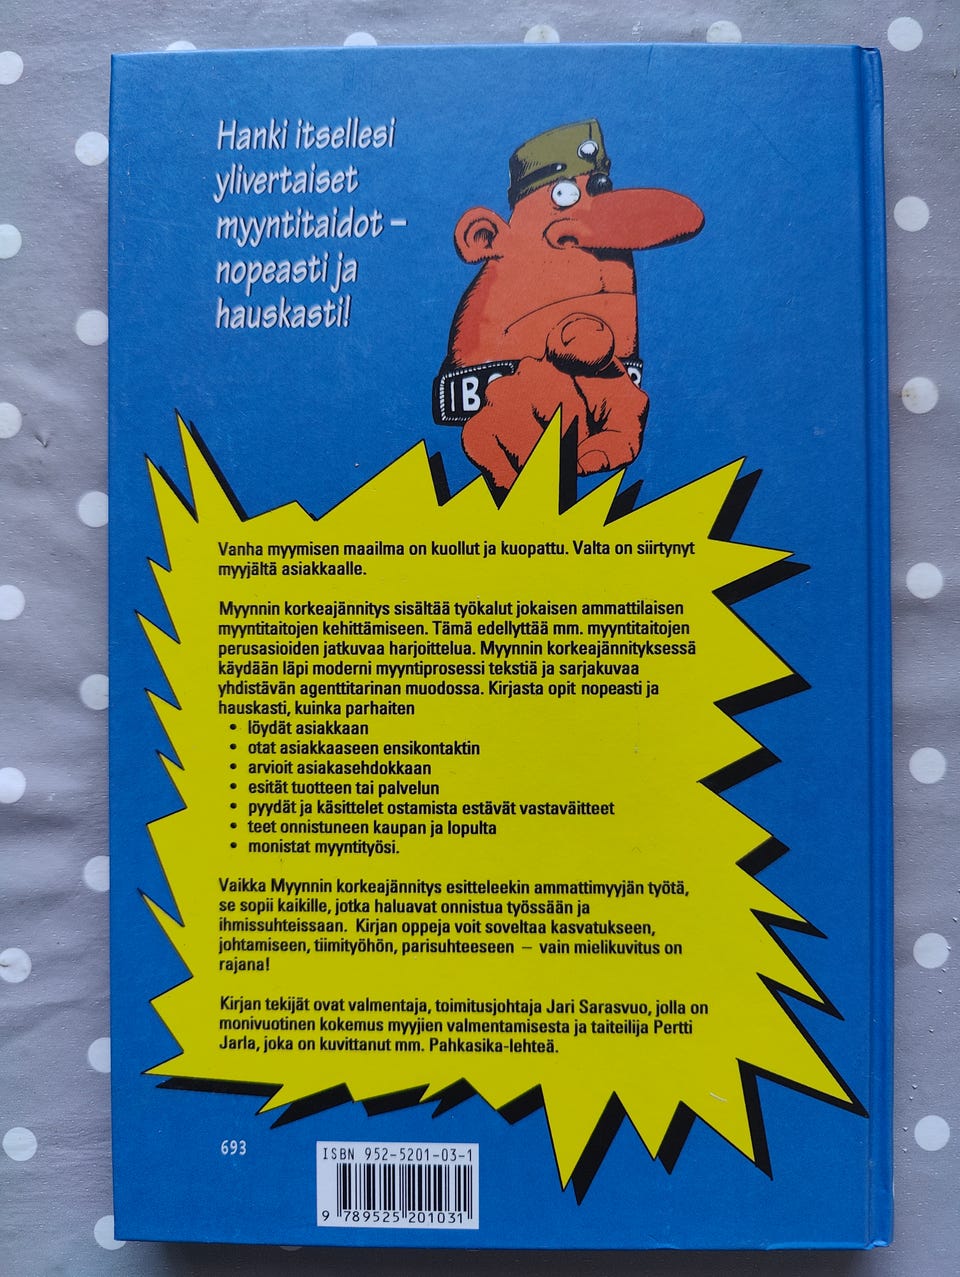 Hanki itsellesi
ylivertaiset
myyntitaidot –
nopeasti ja
hauskasti!
Vanha myymisen maailma on kuollut ja kuopattu. Valta on siirtynyt
myyjältä asiakkaalle.
Myynnin korkeajännitys sisältää työkalut jokaisen ammattilaisen
myyntitaitojen kehittämiseen. Tämä edellyttää mm. myyntitaitojen
perusasioiden jatkuvaa harjoittelua. Myynnin korkeajännityksessä
käydään läpi moderni myyntiprosessi tekstiä ja sarjakuvaa
yhdistävän agenttitarinan muodossa. Kirjasta opit nopeasti ja
hauskasti, kuinka parhaiten
• löydät asiakkaan
• otat asiakkaaseen ensikontaktin
• arvioit asiakasehdokkaan
• esität tuotteen tai palvelun
• pyydät ja käsittelet ostamista estävät vastaväitteet
• teet onnistuneen kaupan ja lopulta
• monistat myyntityösi.
Vaikka Myynnin korkeajännitys esitteleekin ammattimyyjän työtä,
se sopii kaikille, jotka haluavat onnistua työssään ja
ihmissuhteissaan. Kirjan oppeja voit soveltaa kasvatukseen,
johtamiseen, tiimityöhön, parisuhteeseen – vain mielikuvitus on
rajana!
Kirjan tekijät ovat valmentaja, toimitusjohtaja Jari Sarasvuo, jolla on
monivuotinen kokemus myyjien valmentamisesta ja taiteilija Pertti
Jarla, joka on kuvittanut mm. Pahkasika-lehteä.
693
ISBN 952-5201-03-1
9 789525 201031